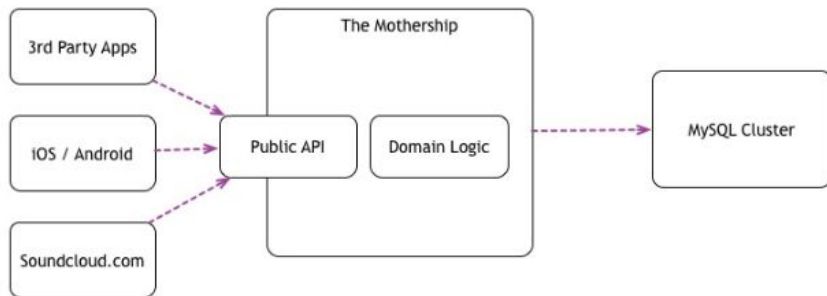 3rd Party Apps
The Mothership
iOS / Android
Public API
Domain Logic
MySQL Cluster
Soundcloud.com